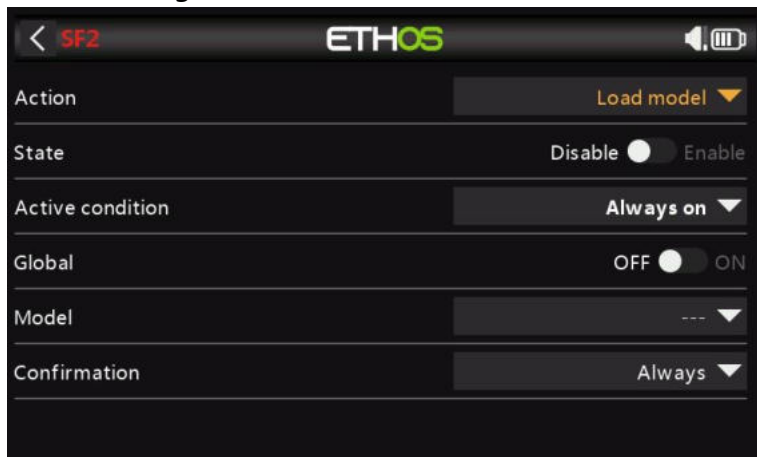 SF2 ETHOS
Action Load model
State Disable Enable
Active condition Always on
Global OFF ON
Model ---
Confirmation Always